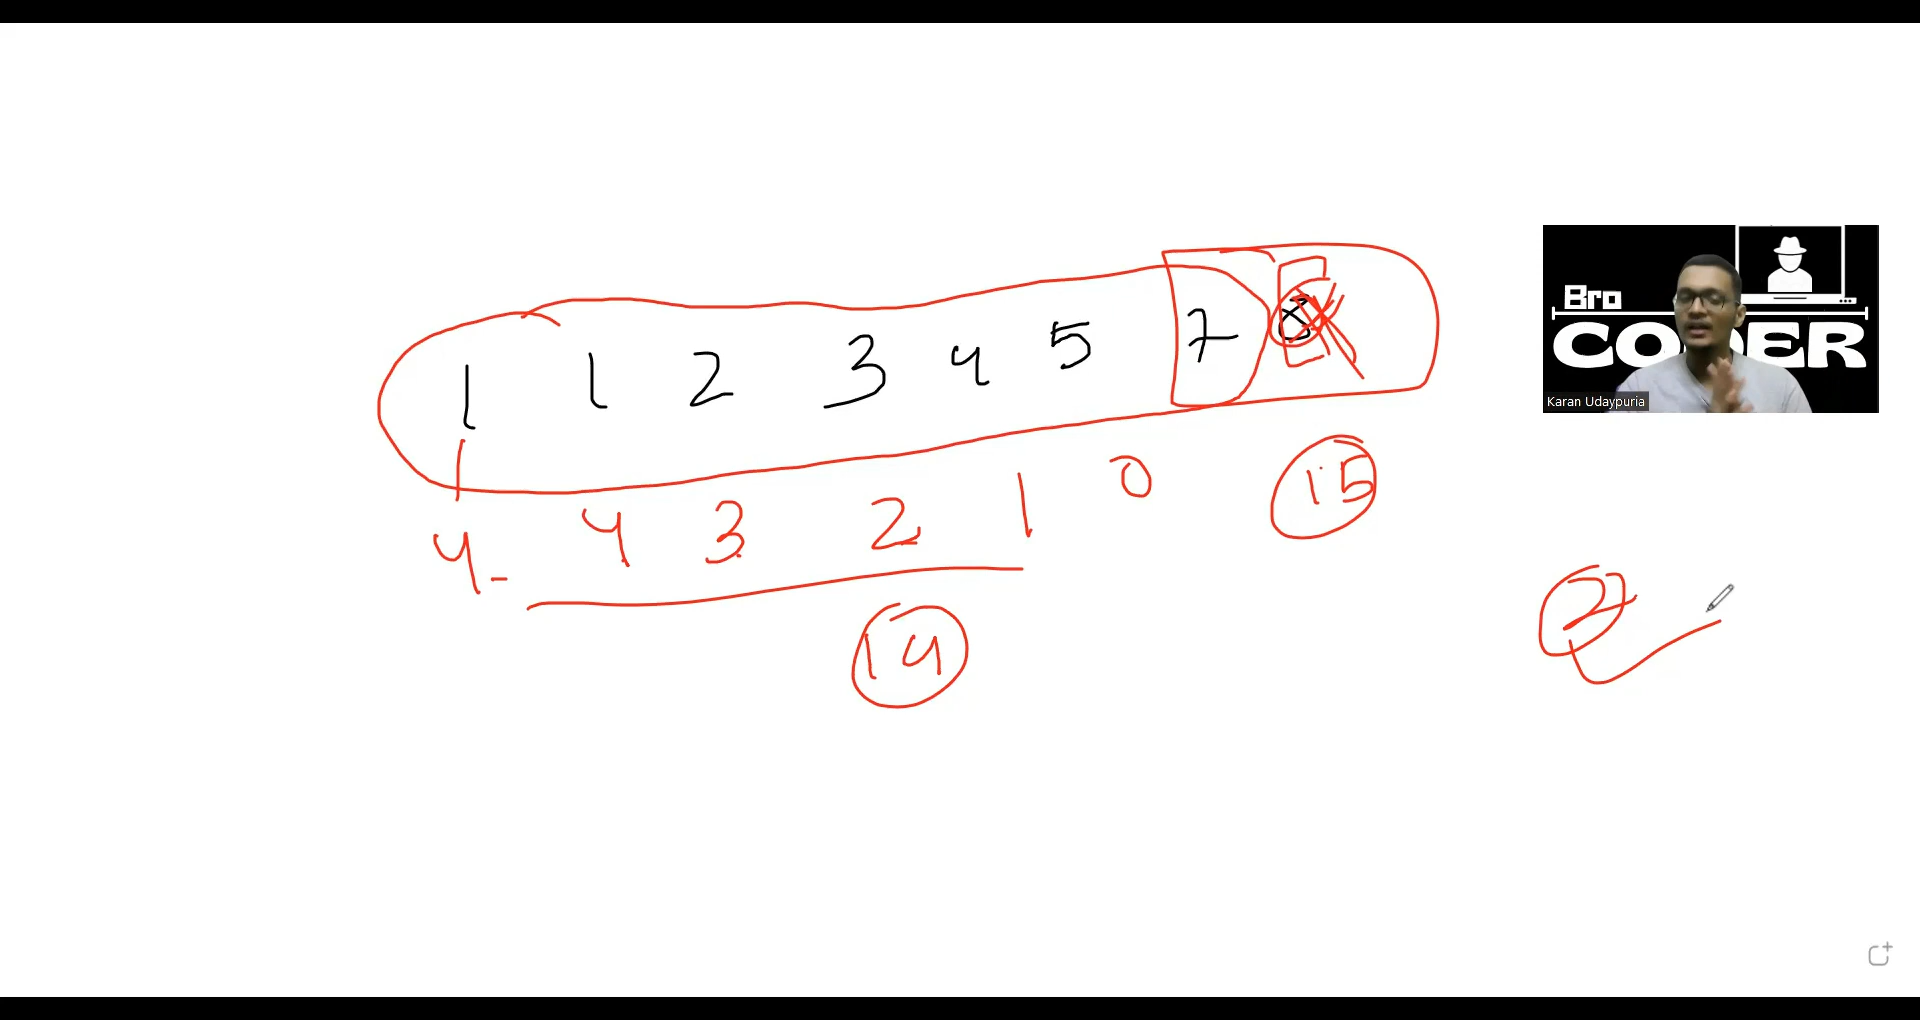 1 1 2 3 4 5 7 8
4 - 4 3 2 1 0 15
14
2
Bro
CODER
Karan Udaypuria